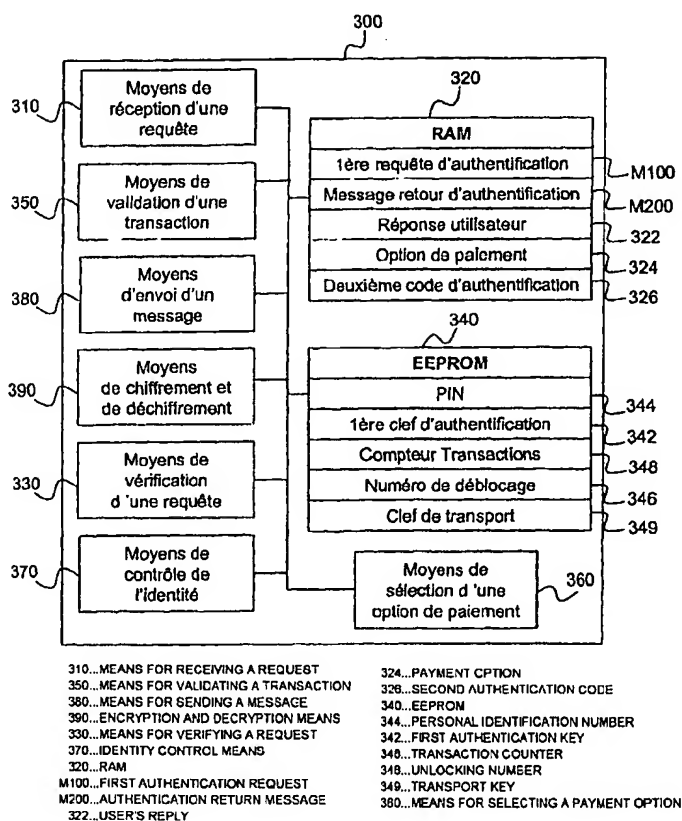 300
310
Moyens de
réception d'une
requête
350
Moyens de
validation d'une
transaction
380
Moyens
d'envoi d'un
message
390
Moyens
de chiffrement et
de déchiffrement
330
Moyens de
vérification
d'une requête
370
Moyens de
contrôle de
l'identité
320
RAM
1ère requête d'authentification
M100
Message retour d'authentification
M200
Réponse utilisateur
322
Option de paiement
324
Deuxième code d'authentification
326
340
EEPROM
PIN
344
1ère clef d'authentification
342
Compteur Transactions
348
Numéro de déblocage
346
Clef de transport
349
Moyens de
sélection d'une
option de paiement
360
310...MEANS FOR RECEIVING A REQUEST
350...MEANS FOR VALIDATING A TRANSACTION
380...MEANS FOR SENDING A MESSAGE
390...ENCRYPTION AND DECRYPTION MEANS
330...MEANS FOR VERIFYING A REQUEST
370...IDENTITY CONTROL MEANS
320...RAM
M100...FIRST AUTHENTICATION REQUEST
M200...AUTHENTICATION RETURN MESSAGE
322...USER'S REPLY
324...PAYMENT OPTION
326...SECOND AUTHENTICATION CODE
340...EEPROM
344...PERSONAL IDENTIFICATION NUMBER
342...FIRST AUTHENTICATION KEY
348...TRANSACTION COUNTER
346...UNLOCKING NUMBER
349...TRANSPORT KEY
360...MEANS FOR SELECTING A PAYMENT OPTION